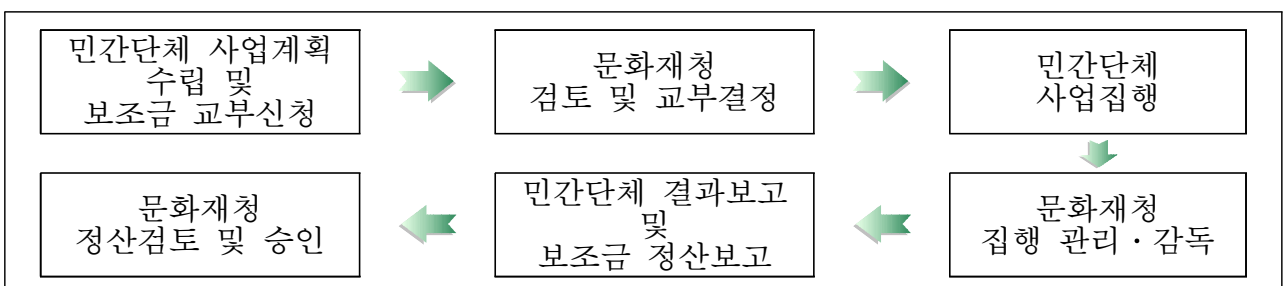 민간단체 사업계획
수립 및
보조금 교부신청
문화재청
검토 및 교부결정
민간단체
사업집행
문화재청
집행 관리·감독
민간단체 결과보고
및
보조금 정산보고
문화재청
정산검토 및 승인